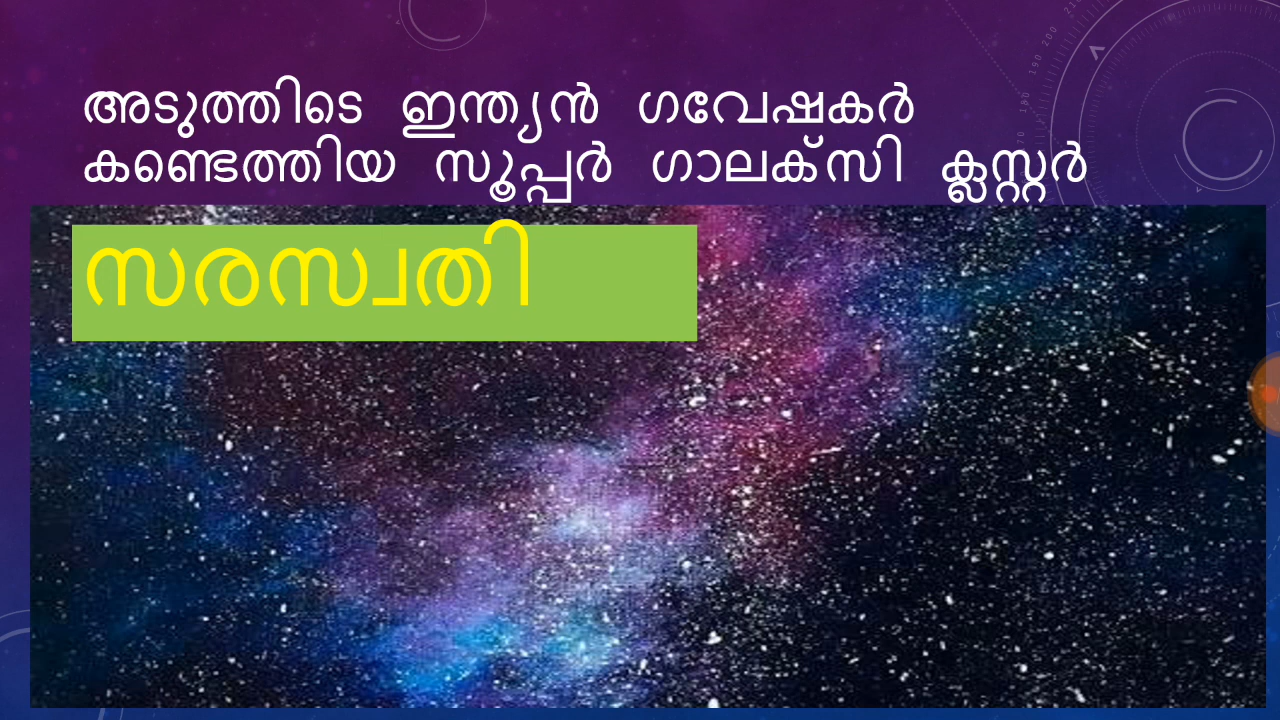 അടുത്തിടെ ഇന്ത്യൻ ഗവേഷകർ
കണ്ടെത്തിയ സൂപ്പർ ഗാലക്സി ക്ലസ്റ്റർ
സരസ്വതി